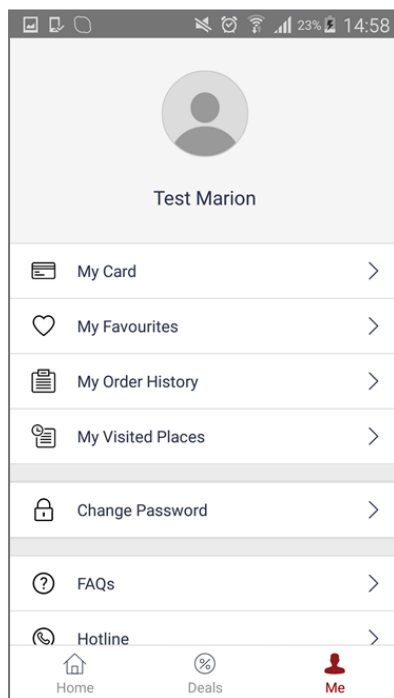 23% 14:58
Test Marion
My Card
My Favourites
My Order History
My Visited Places
Change Password
FAQs
Hotline
Home Deals Me